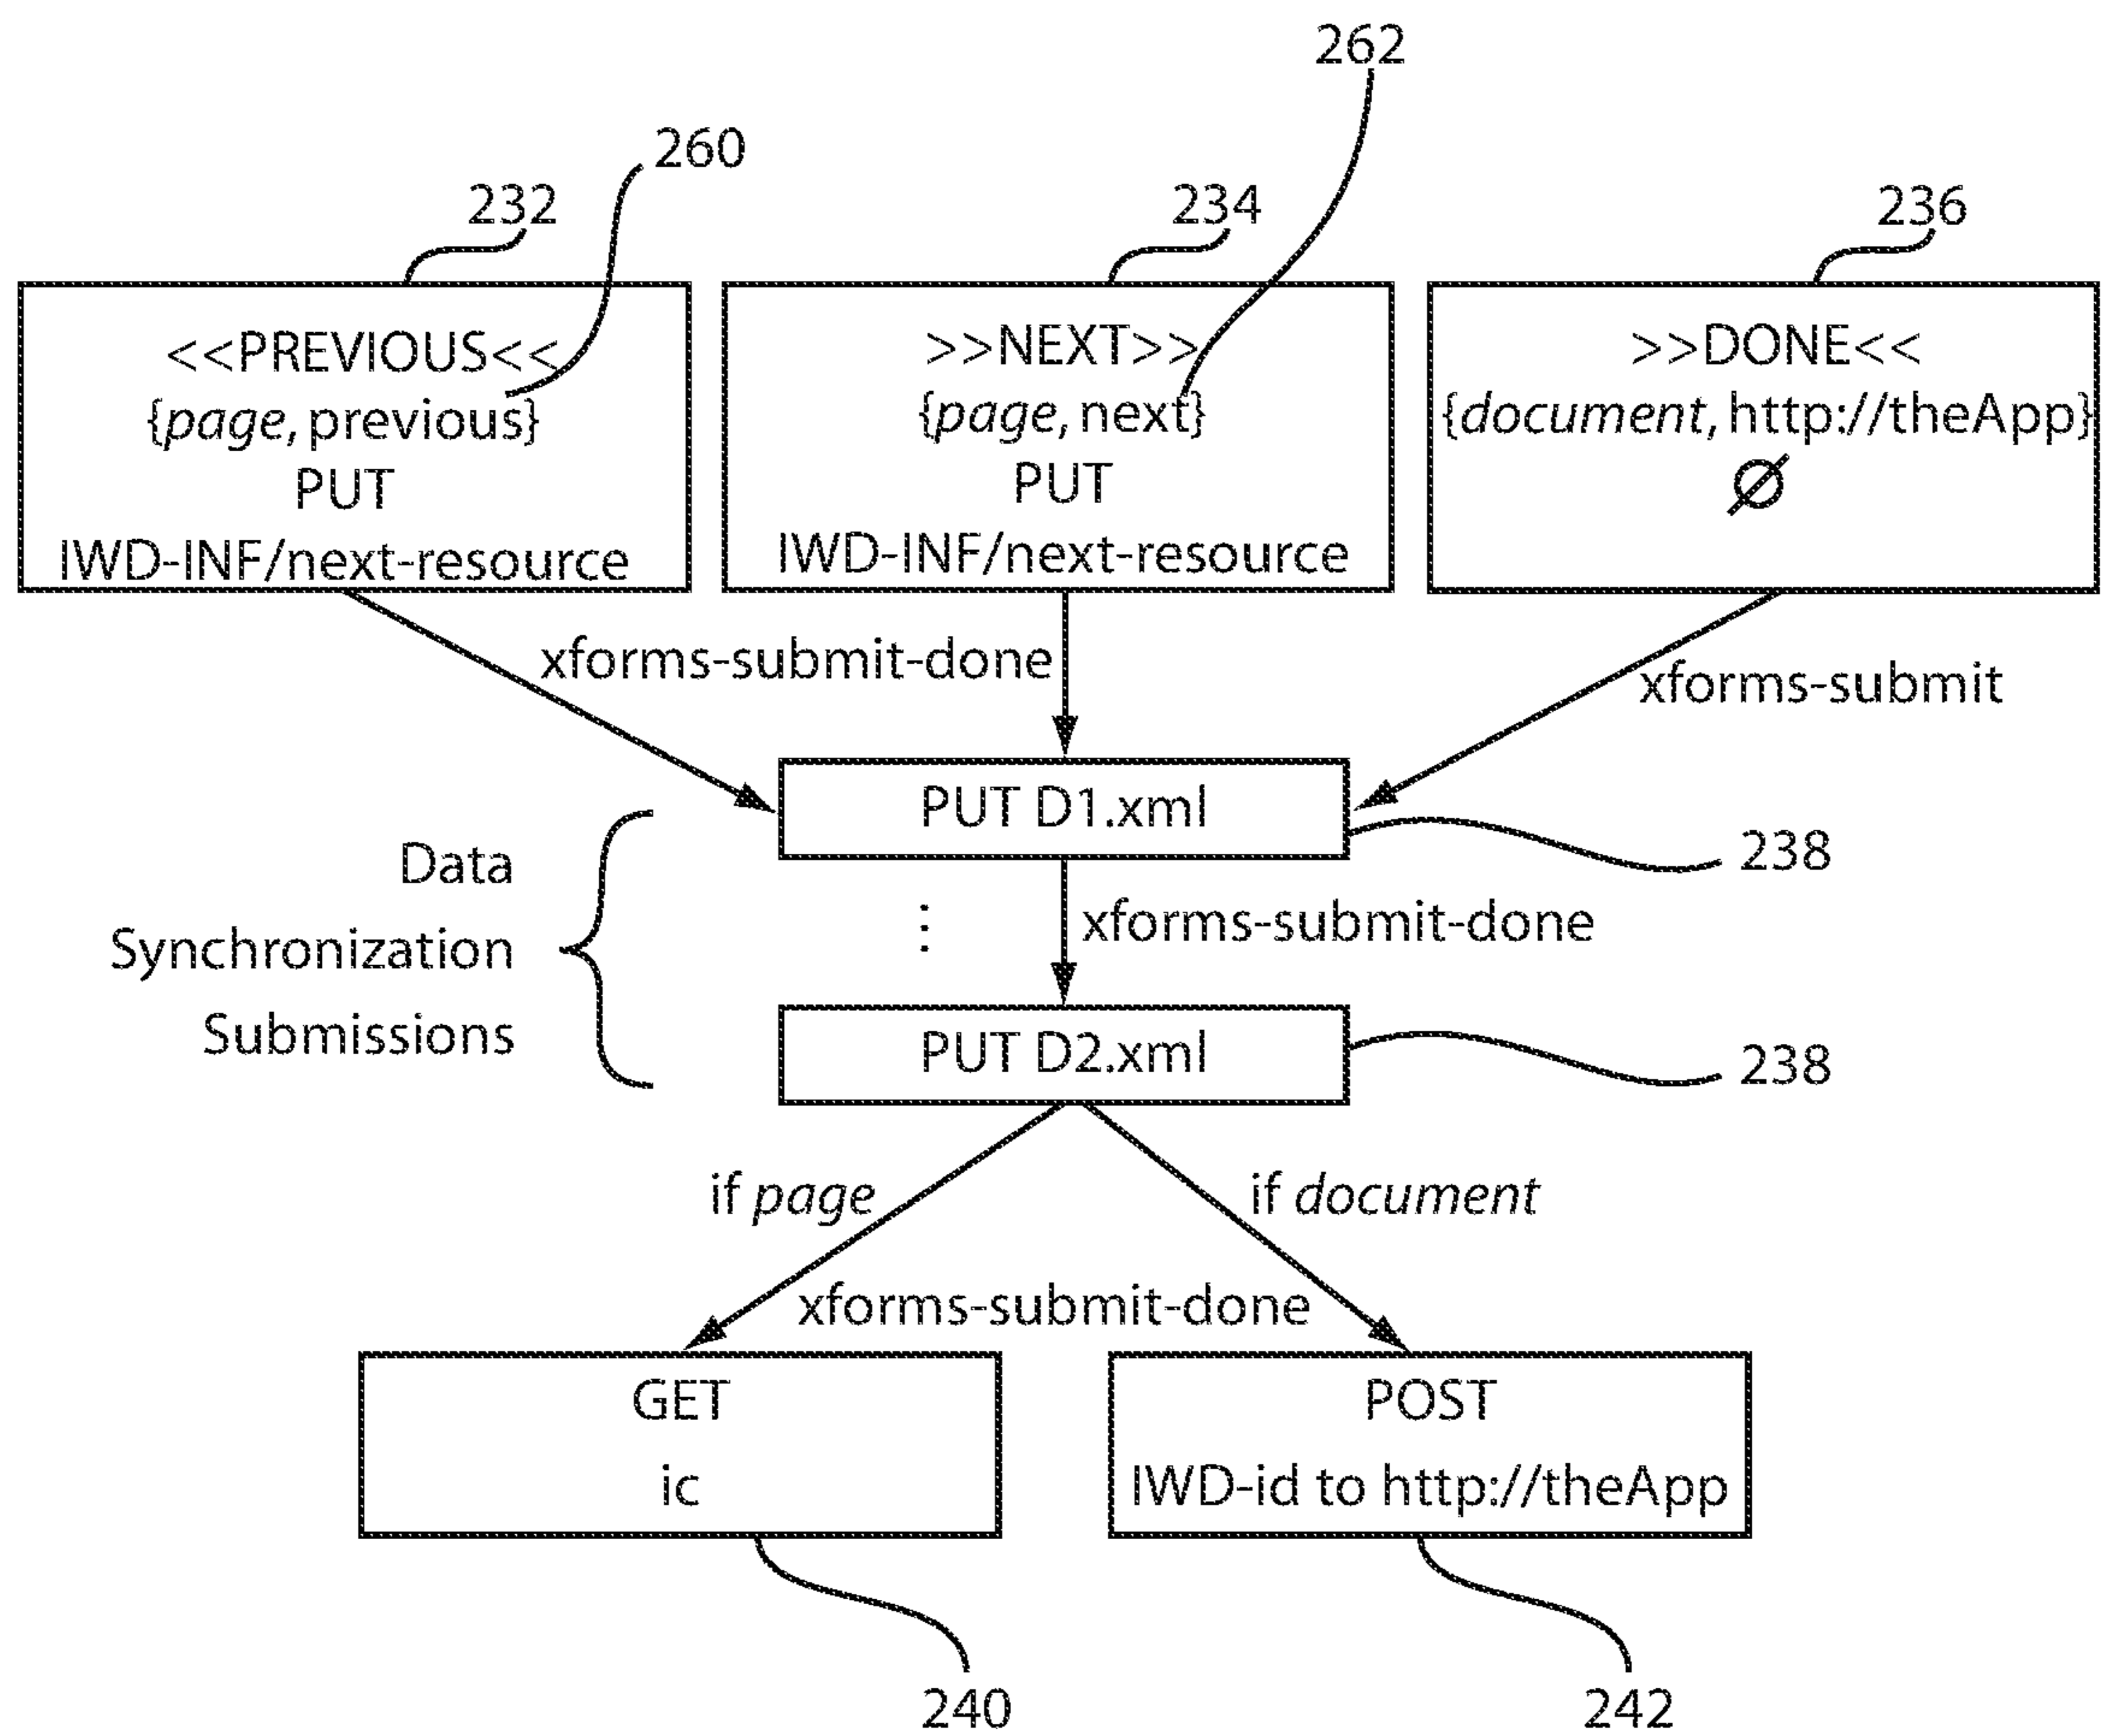 262
260
232
234
236
<<PREVIOUS<<
{page, previous}
PUT
IWD-INF/next-resource
>>NEXT>>
{page, next}
PUT
IWD-INF/next-resource
>>DONE<<
{document, http://theApp}
∅
xforms-submit-done
xforms-submit
PUT D1.xml
238
Data
Synchronization
Submissions
⋮
xforms-submit-done
PUT D2.xml
238
if page
if document
xforms-submit-done
GET
ic
POST
IWD-id to http://theApp
240
242